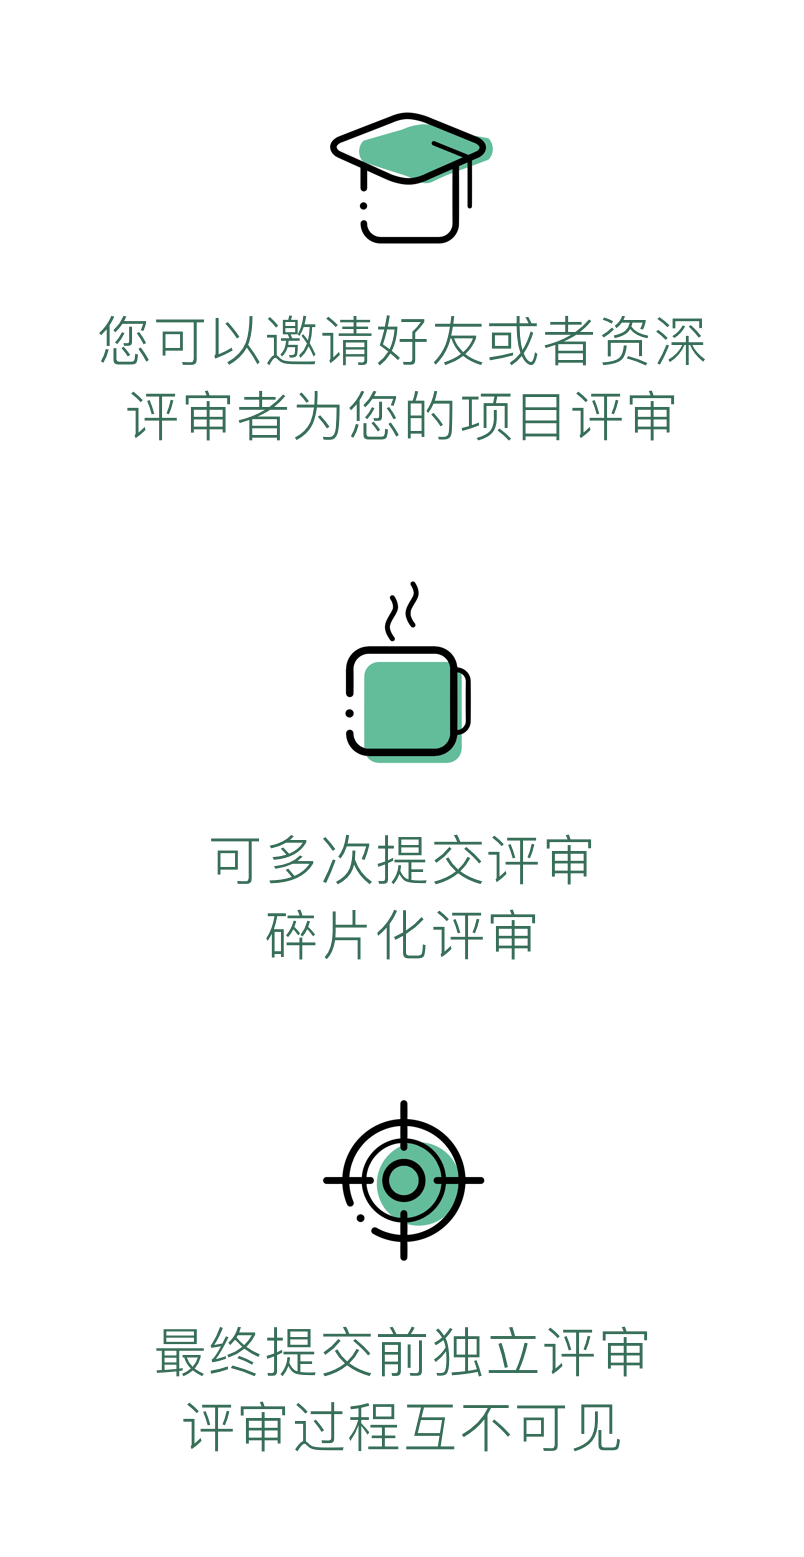 您可以邀请好友或者资深
评审者为您的项目评审
可多次提交评审
碎片化评审
最终提交前独立评审
评审过程互不可见